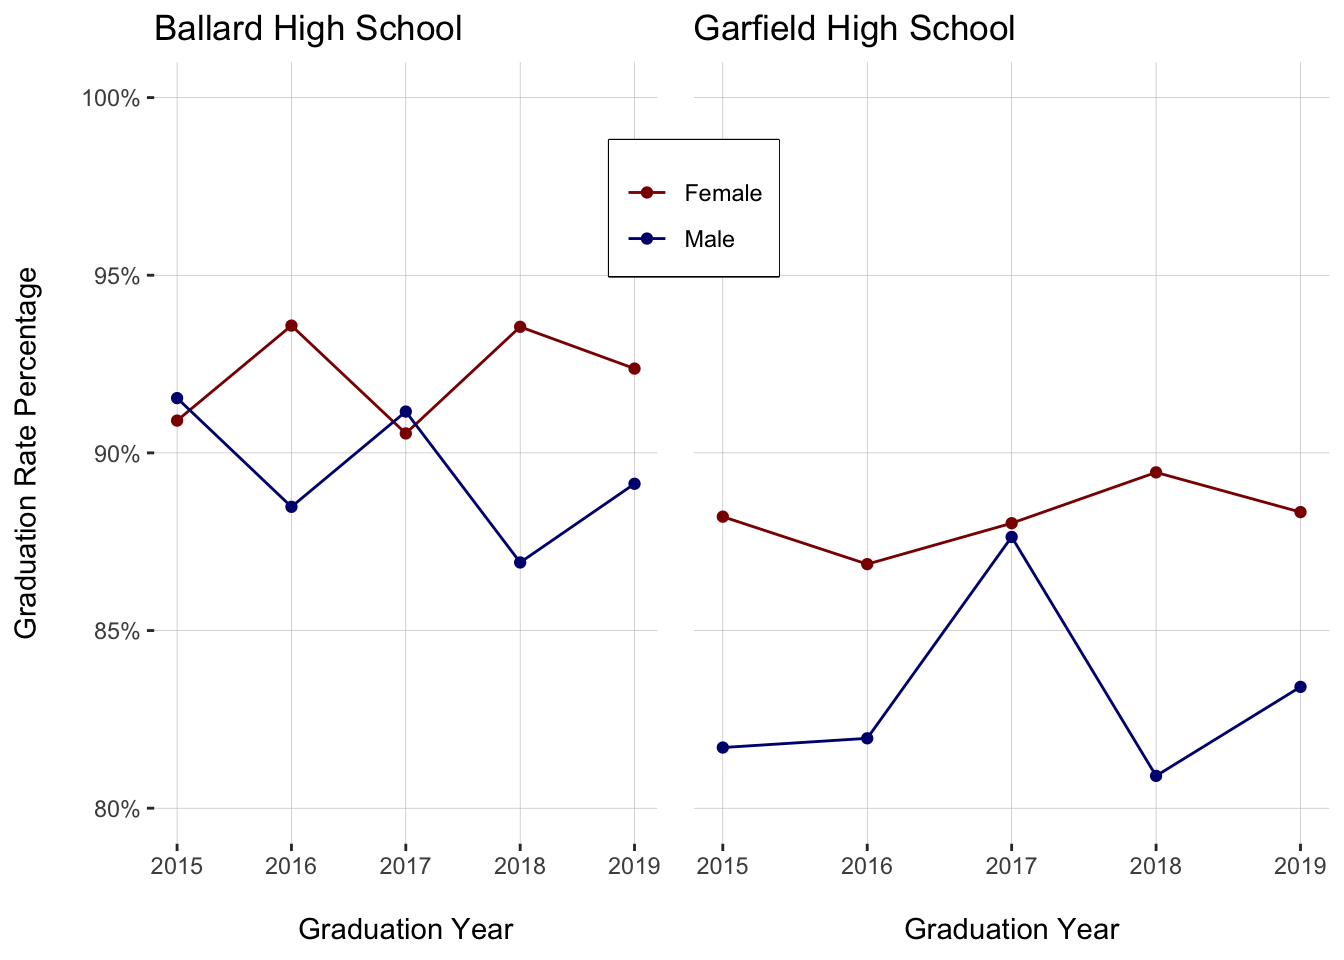 Ballard High School
Garfield High School
Graduation Rate Percentage
100%
95%
90%
85%
80%
Female
Male
2015 2016 2017 2018 2019
2015 2016 2017 2018 2019
Graduation Year
Graduation Year